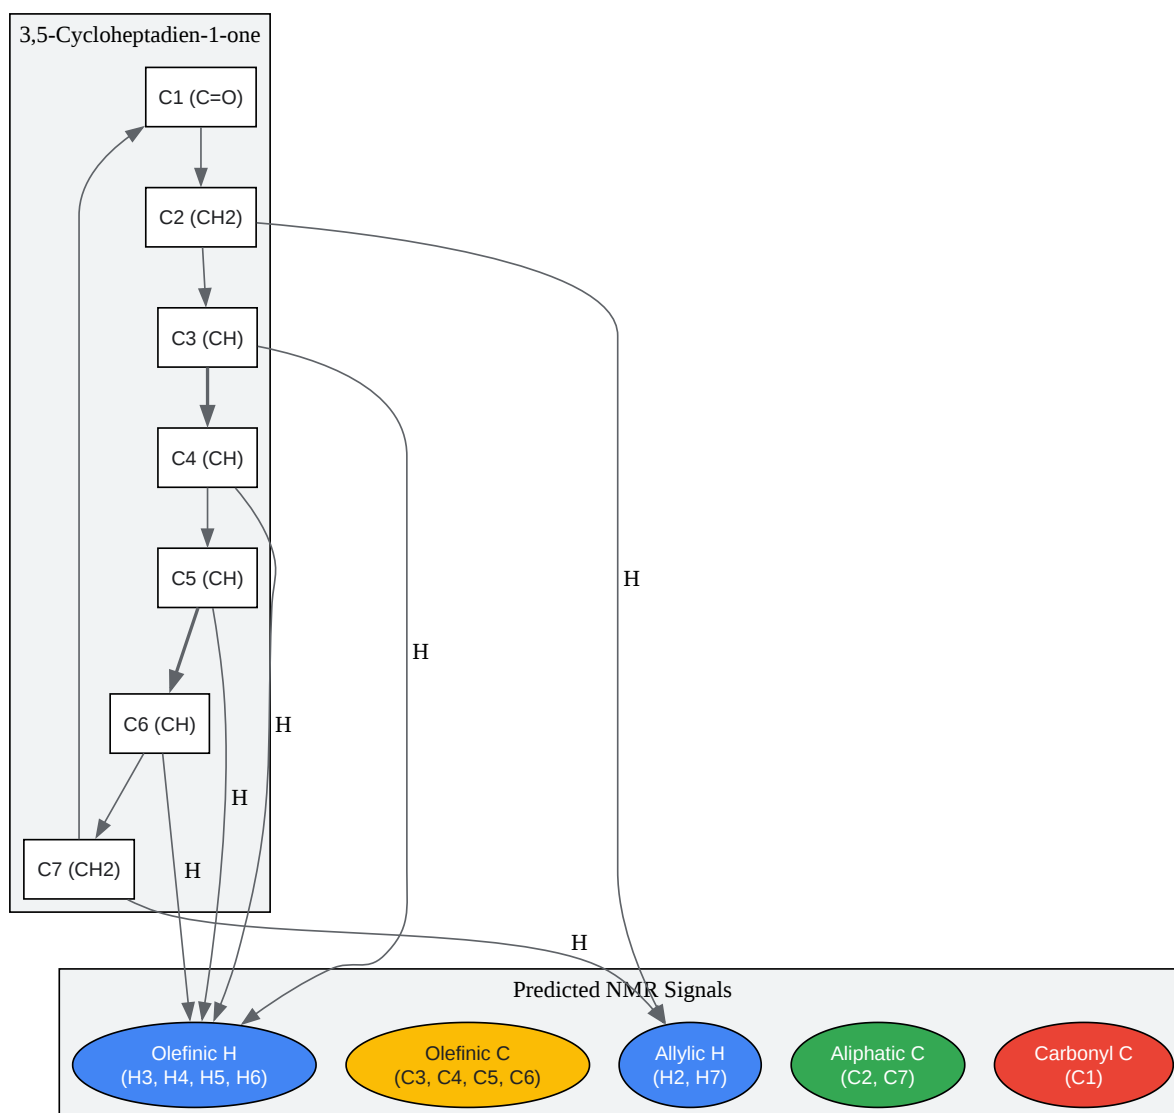 3,5-Cycloheptadien-1-one
C1 (C=O)
C2 (CH2)
C3 (CH)
C4 (CH)
C5 (CH)
H
H
C6 (CH)
H
H
C7 (CH2)
H
H
Predicted NMR Signals
Olefinic H
(H3, H4, H5, H6)
Olefinic C
(C3, C4, C5, C6)
Allylic H
(H2, H7)
Aliphatic C
(C2, C7)
Carbonyl C
(C1)